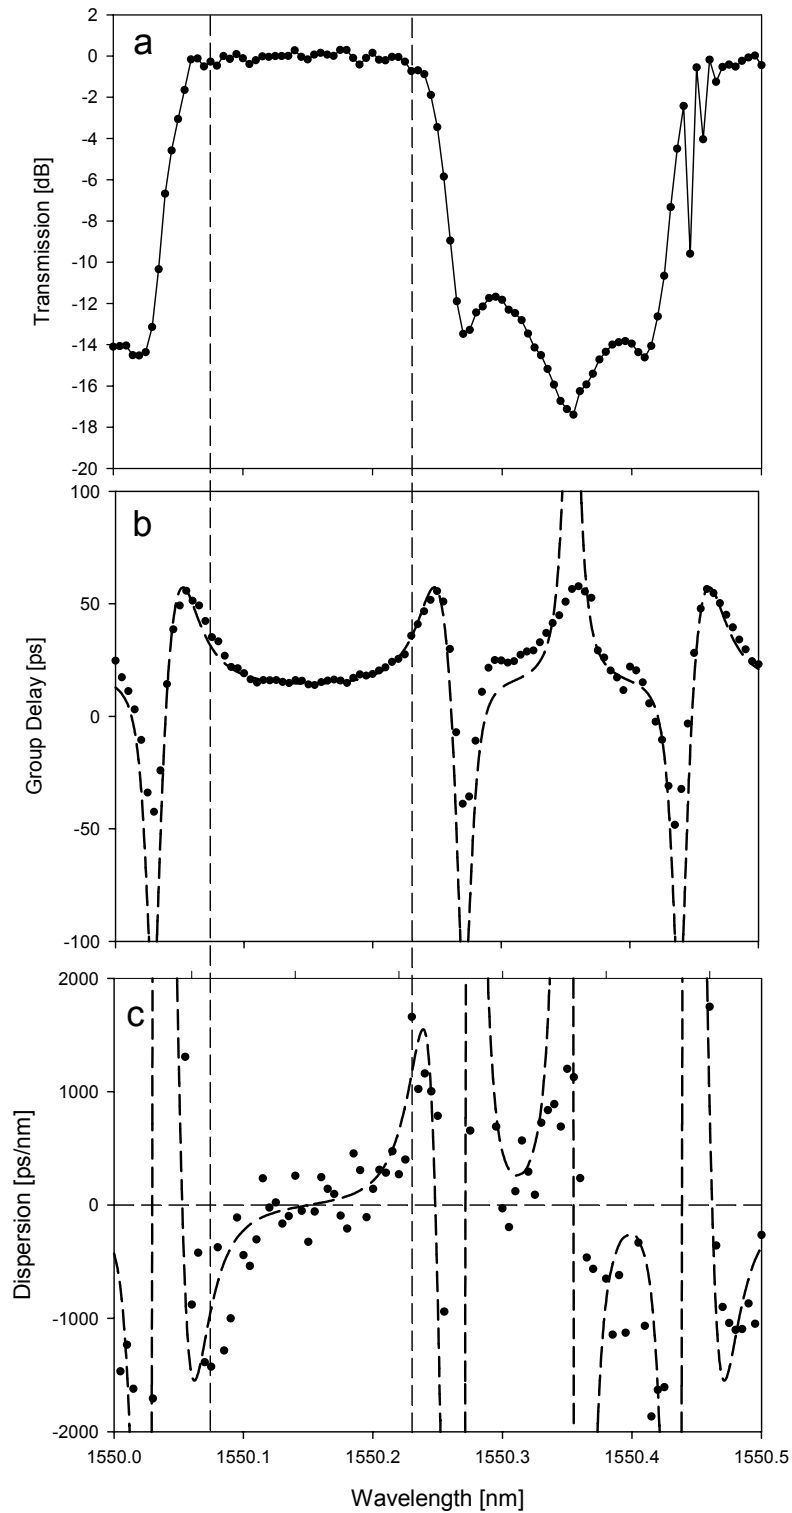 a
2
0
-2
-4
-6
-8
-10
-12
-14
-16
-18
-20
Transmission [dB]
b
100
50
0
-50
-100
Group Delay [ps]
c
2000
1000
0
-1000
-2000
Dispersion [ps/nm]
1550.0 1550.1 1550.2 1550.3 1550.4 1550.5
Wavelength [nm]